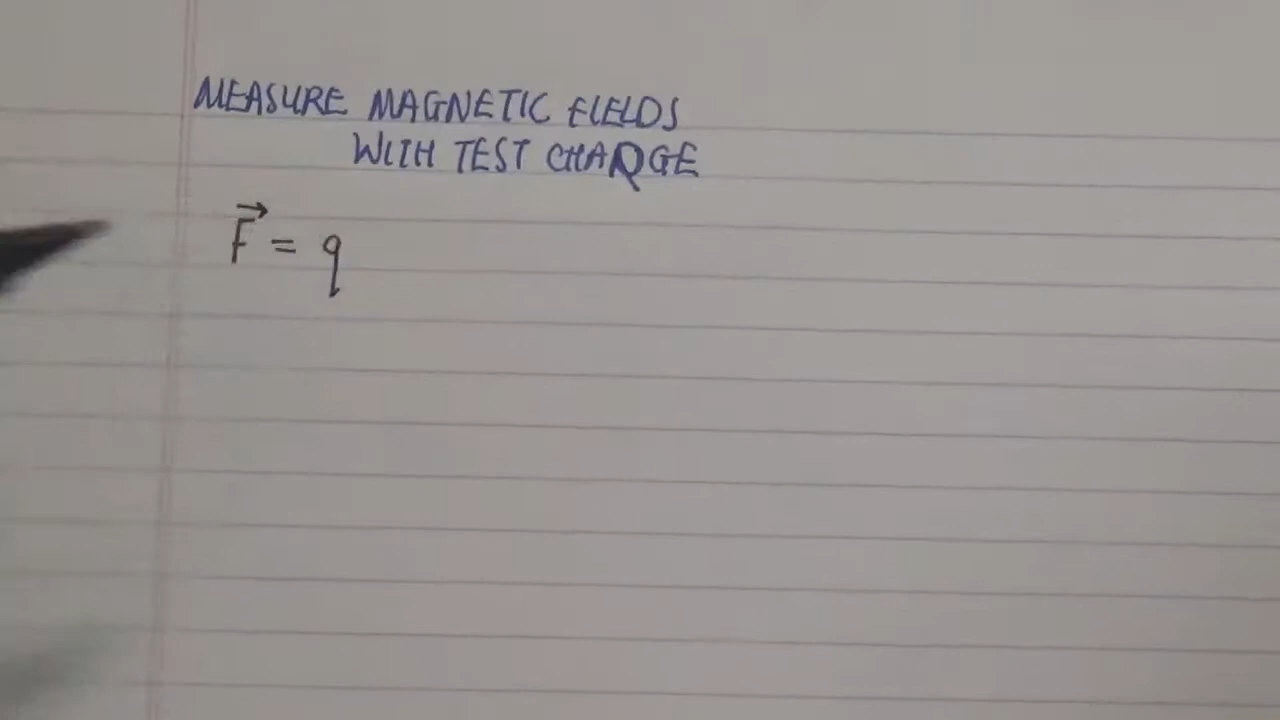 MEASURE MAGNETIC FIELDS
WITH TEST CHARGE
F⃗ = q